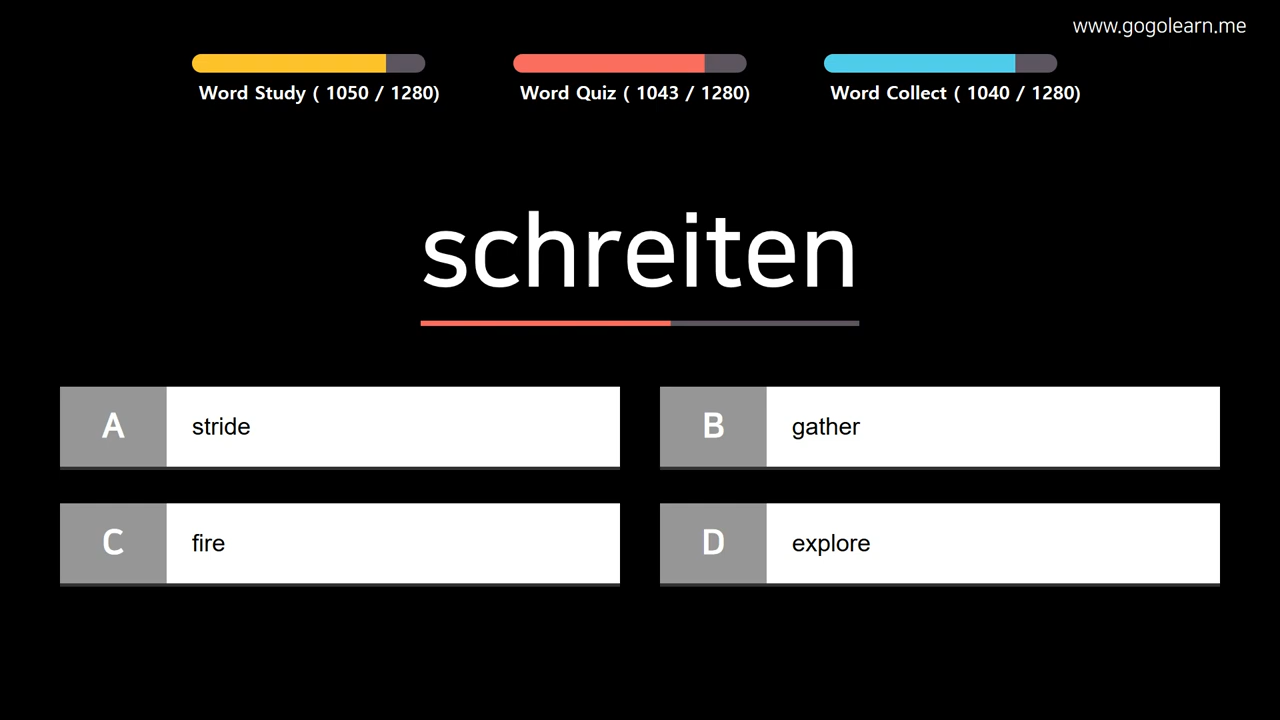 www.gogolearn.me
Word Study ( 1050 / 1280)
Word Quiz ( 1043 / 1280)
Word Collect ( 1040 / 1280)
schreiten
A stride
B gather
C fire
D explore